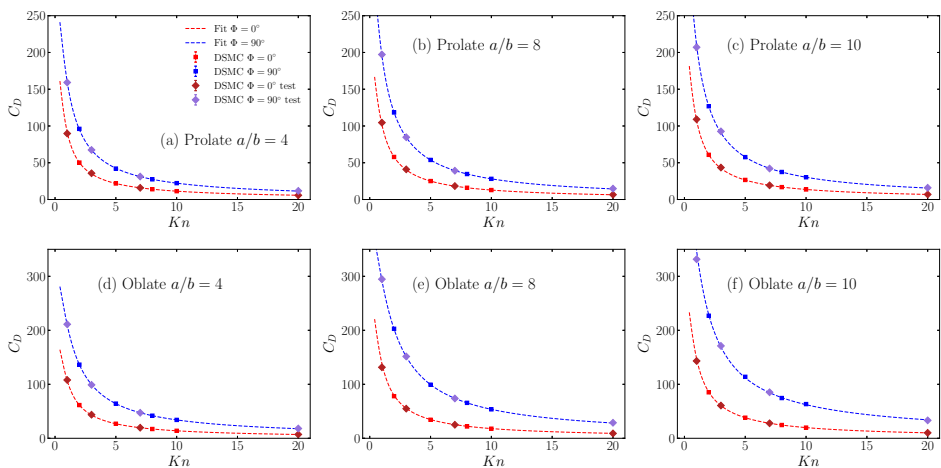 250
200
150
100
50
0
C_D
0
5
10
15
20
Kn
Fit Φ = 0°
Fit Φ = 90°
DSMC Φ = 0°
DSMC Φ = 90°
DSMC Φ = 0° test
DSMC Φ = 90° test
(a) Prolate a/b = 4
250
200
150
100
50
0
C_D
0
5
10
15
20
Kn
(b) Prolate a/b = 8
250
200
150
100
50
0
C_D
0
5
10
15
20
Kn
(c) Prolate a/b = 10
300
200
100
0
C_D
0
5
10
15
20
Kn
(d) Oblate a/b = 4
300
200
100
0
C_D
0
5
10
15
20
Kn
(e) Oblate a/b = 8
300
200
100
0
C_D
0
5
10
15
20
Kn
(f) Oblate a/b = 10